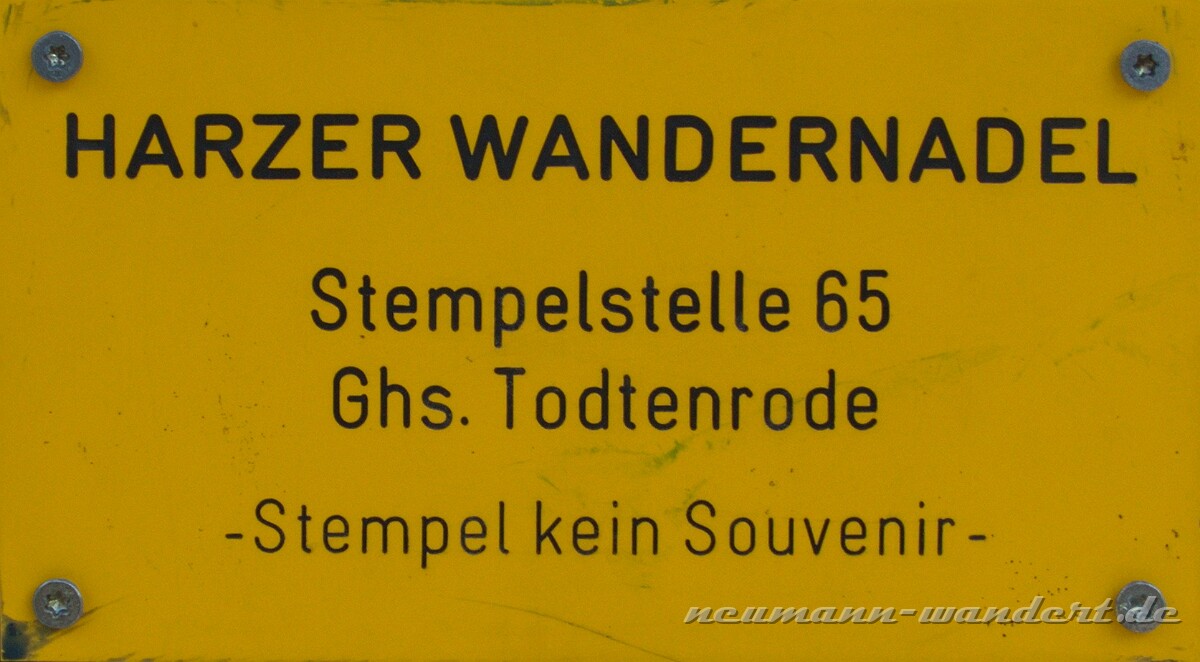 HARZER WANDERNADEL
Stempelstelle 65
Ghs. Todtenrode
-Stempel kein Souvenir-
neumann-wandert.de